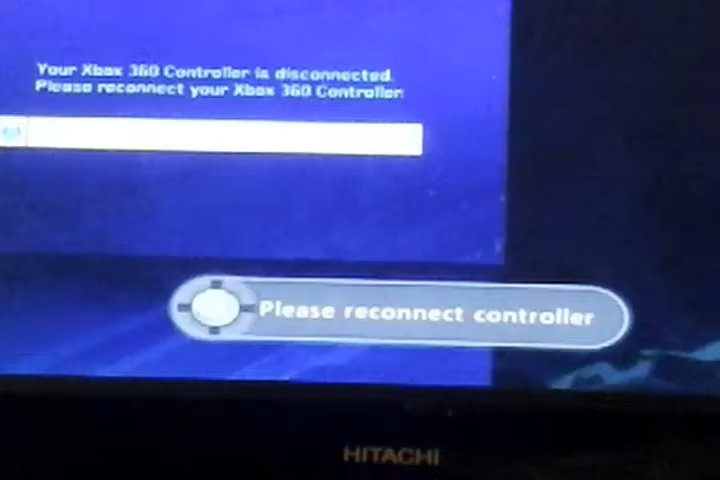 Your Xbox 360 Controller is disconnected.
Please reconnect your Xbox 360 Controller.
Please reconnect controller
HITACHI